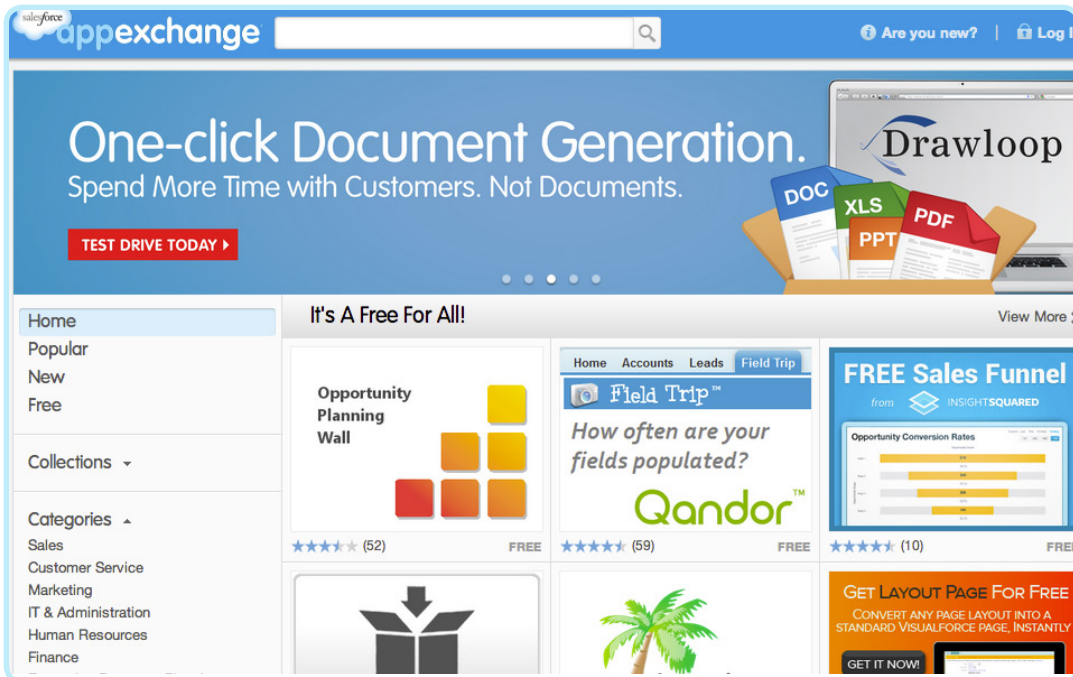 salesforce
appexchange
Are you new? | Log I
One-click Document Generation.
Spend More Time with Customers. Not Documents.
TEST DRIVE TODAY
Drawloop
DOC
XLS
PPT
PDF
Home
Popular
New
Free
Collections
Categories
Sales
Customer Service
Marketing
IT & Administration
Human Resources
Finance
It's A Free For All!
View More
Opportunity
Planning
Wall
(52)
FREE
Home Accounts Leads Field Trip
Field Trip™
How often are your
fields populated?
Qandor™
(59)
FREE
FREE Sales Funnel
from INSIGHTSQUARED
Opportunity Conversion Rates
(10)
FREE
GET LAYOUT PAGE FOR FREE
CONVERT ANY PAGE LAYOUT INTO A
STANDARD VISUALFORCE PAGE, INSTANTLY
GET IT NOW!